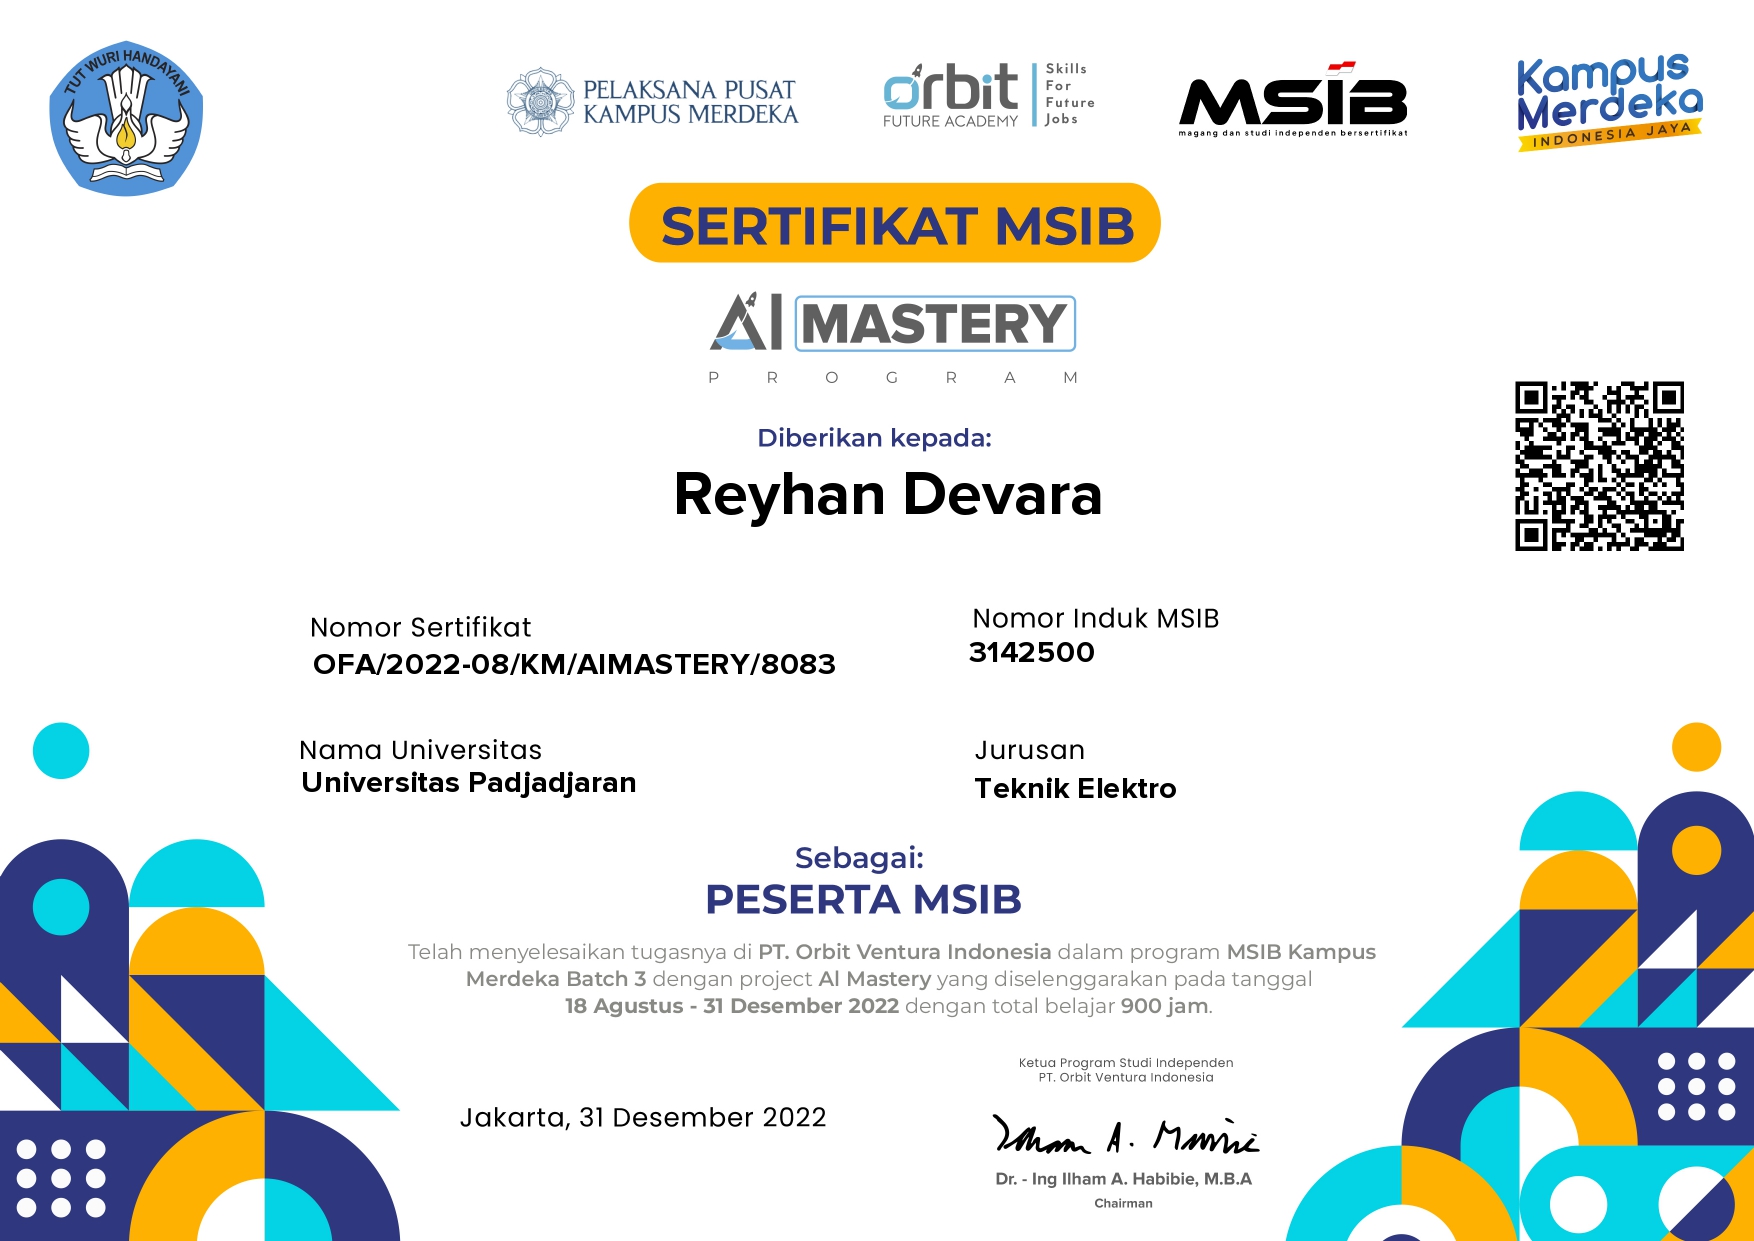 TUT WURI HANDAYANI
PELAKSANA PUSAT
KAMPUS MERDEKA
Orbit
FUTURE ACADEMY
Skills
For
Future
Jobs
MSIB
magang dan studi independen bersertifikat
Kampus
Merdeka
INDONESIA JAYA
SERTIFIKAT MSIB
AI MASTERY
PROGRAM
Diberikan kepada:
Reyhan Devara
Nomor Sertifikat
OFA/2022-08/KM/AIMASTERY/8083
Nomor Induk MSIB
3142500
Nama Universitas
Universitas Padjadjaran
Jurusan
Teknik Elektro
Sebagai:
PESERTA MSIB
Telah menyelesaikan tugasnya di PT. Orbit Ventura Indonesia dalam program MSIB Kampus
Merdeka Batch 3 dengan project AI Mastery yang diselenggarakan pada tanggal
18 Agustus - 31 Desember 2022 dengan total belajar 900 jam.
Jakarta, 31 Desember 2022
Ketua Program Studi Independen
PT. Orbit Ventura Indonesia
Dr. - Ing Ilham A. Habibie, M.B.A
Chairman